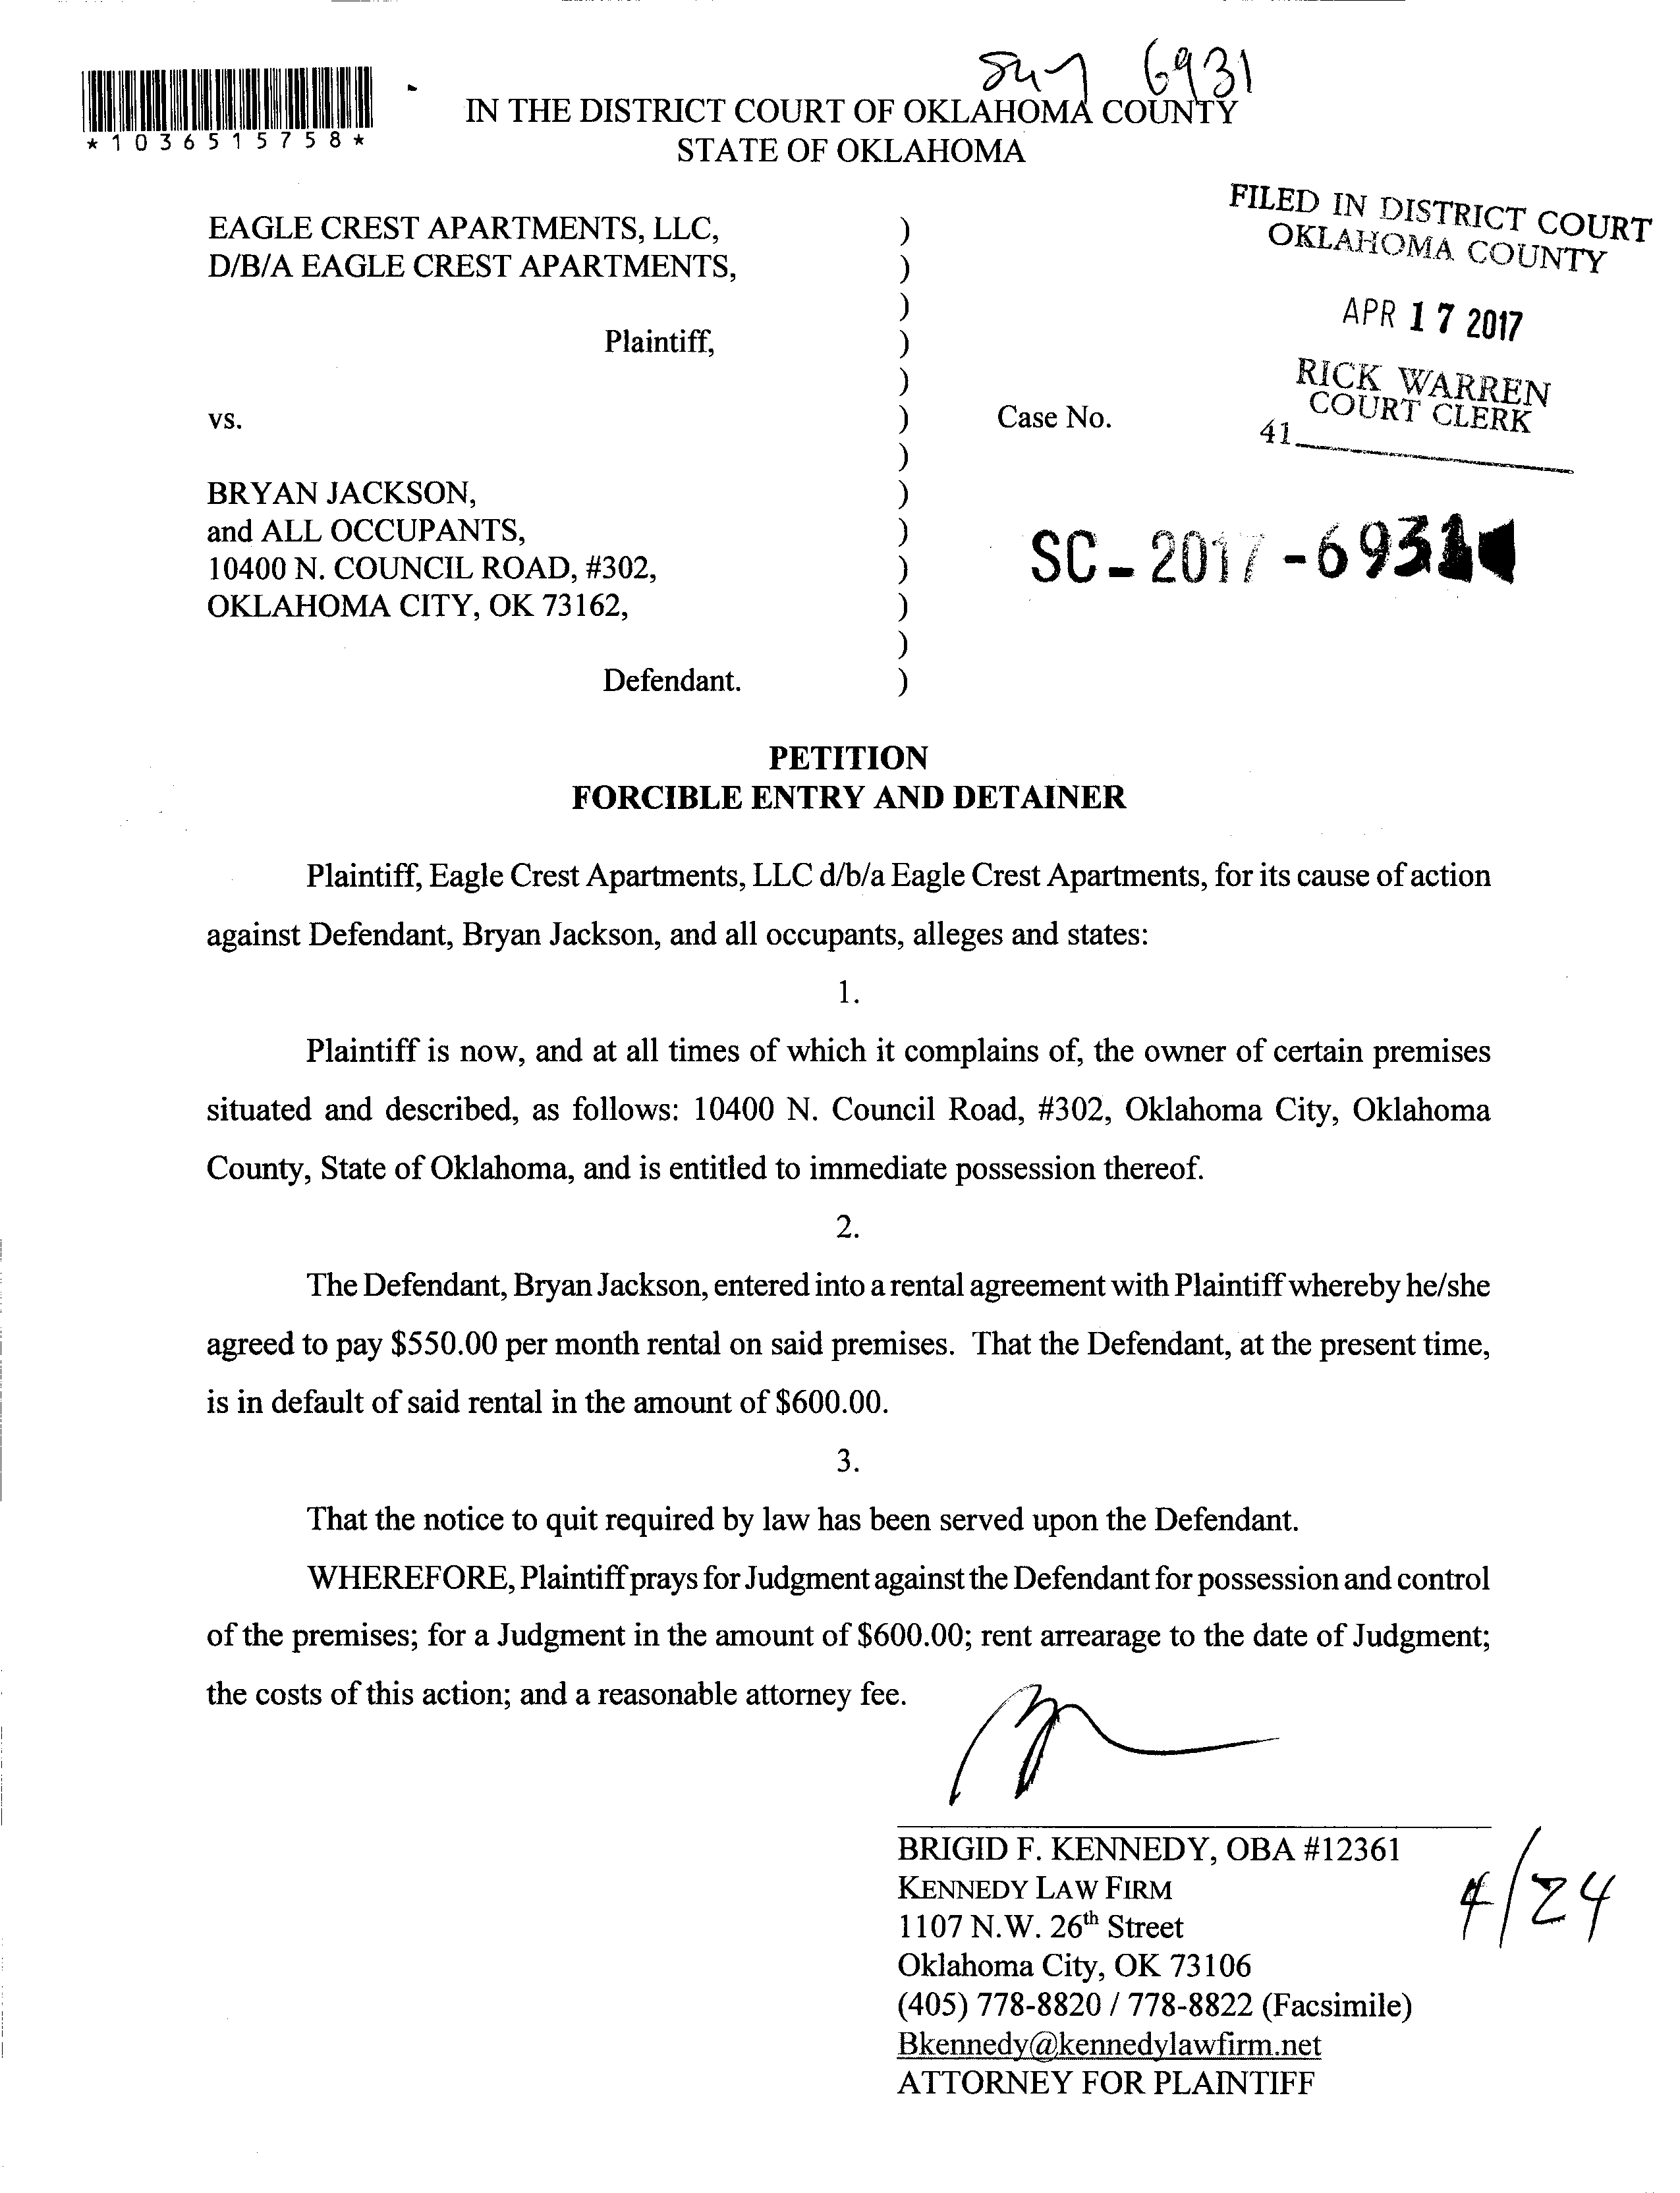 6931
*1036515758*
IN THE DISTRICT COURT OF OKLAHOMA COUNTY
STATE OF OKLAHOMA
FILED IN DISTRICT COURT
OKLAHOMA COUNTY
APR 17 2017
RICK WARREN
COURT CLERK
41
EAGLE CREST APARTMENTS, LLC, )
D/B/A EAGLE CREST APARTMENTS, )
)
Plaintiff, )
)
vs. ) Case No.
)
BRYAN JACKSON, )
and ALL OCCUPANTS, ) SC-2017-6931
10400 N. COUNCIL ROAD, #302, )
OKLAHOMA CITY, OK 73162, )
)
Defendant. )
PETITION
FORCIBLE ENTRY AND DETAINER
Plaintiff, Eagle Crest Apartments, LLC d/b/a Eagle Crest Apartments, for its cause of action
against Defendant, Bryan Jackson, and all occupants, alleges and states:
1.
Plaintiff is now, and at all times of which it complains of, the owner of certain premises
situated and described, as follows: 10400 N. Council Road, #302, Oklahoma City, Oklahoma
County, State of Oklahoma, and is entitled to immediate possession thereof.
2.
The Defendant, Bryan Jackson, entered into a rental agreement with Plaintiff whereby he/she
agreed to pay $550.00 per month rental on said premises. That the Defendant, at the present time,
is in default of said rental in the amount of $600.00.
3.
That the notice to quit required by law has been served upon the Defendant.
WHEREFORE, Plaintiff prays for Judgment against the Defendant for possession and control
of the premises; for a Judgment in the amount of $600.00; rent arrearage to the date of Judgment;
the costs of this action; and a reasonable attorney fee.
BRIGID F. KENNEDY, OBA #12361
KENNEDY LAW FIRM
1107 N.W. 26th Street
Oklahoma City, OK 73106
(405) 778-8820 / 778-8822 (Facsimile)
Bkennedy@kennedylawfirm.net
ATTORNEY FOR PLAINTIFF
4/24